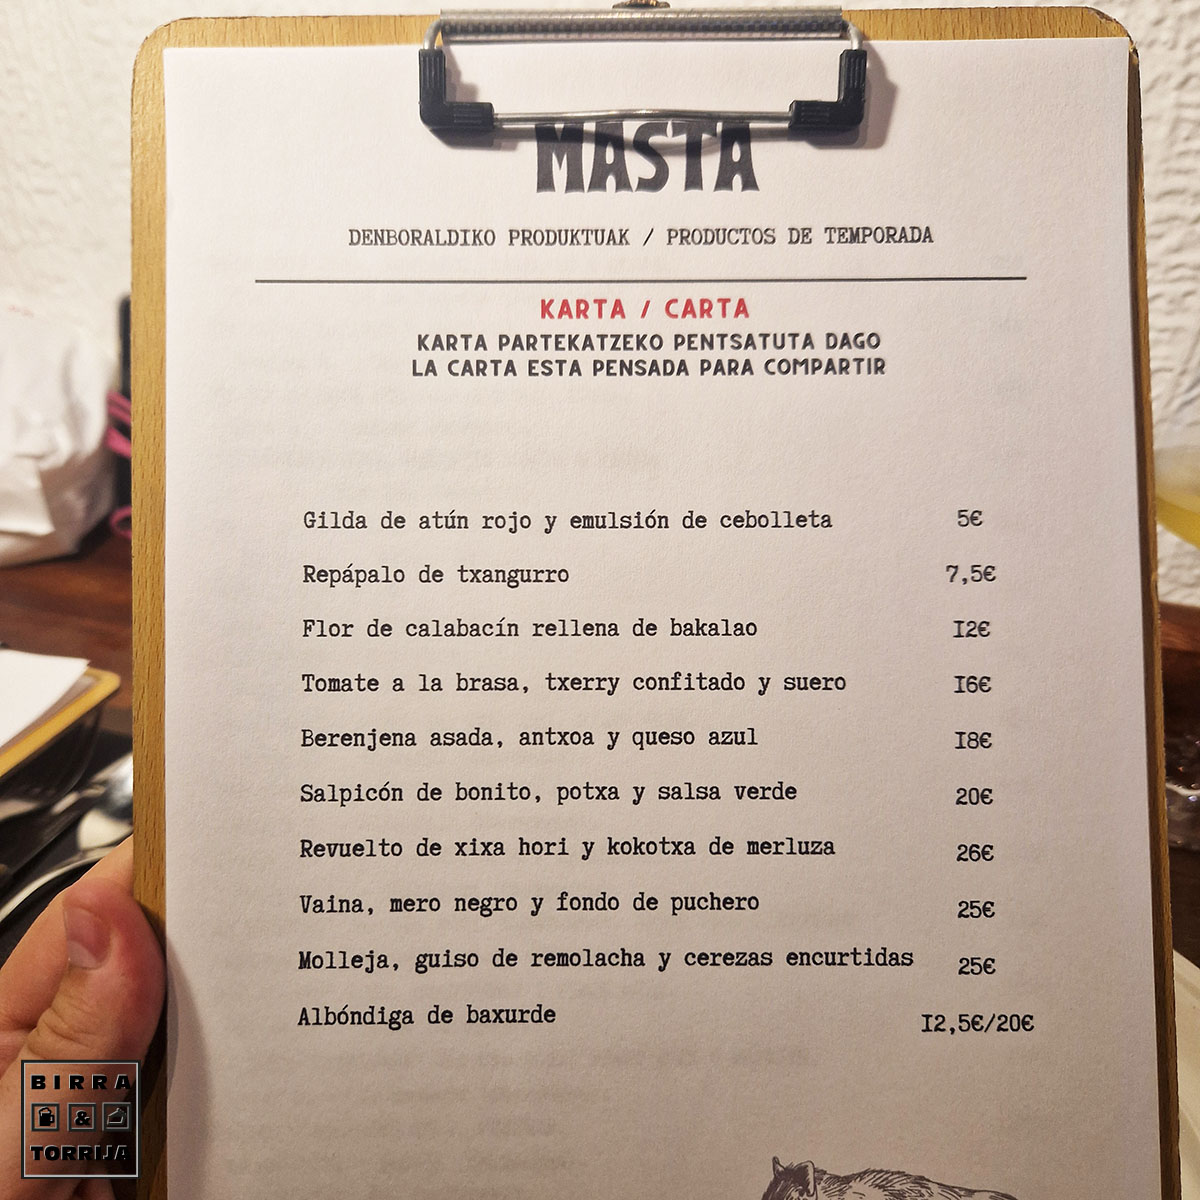 MASTA
DENBORALDIKO PRODUKTUAK / PRODUCTOS DE TEMPORADA
KARTA / CARTA
KARTA PARTEKATZEKO PENTSATUTA DAGO
LA CARTA ESTA PENSADA PARA COMPARTIR
Gilda de atún rojo y emulsión de cebolleta 5€
Repápalo de txangurro 7,5€
Flor de calabacín rellena de bakalao 12€
Tomate a la brasa, txerry confitado y suero 16€
Berenjena asada, antxoa y queso azul 18€
Salpicón de bonito, potxa y salsa verde 20€
Revuelto de xixa hori y kokotxa de merluza 26€
Vaina, mero negro y fondo de puchero 25€
Molleja, guiso de remolacha y cerezas encurtidas 25€
Albóndiga de baxurde 12,5€/20€
BIRRA
&
TORRIJA